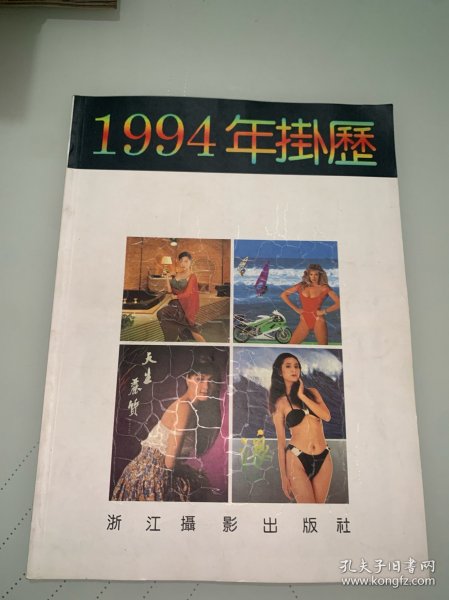 1994年掛歷
天生
麗質
浙江攝影出版社
孔夫子旧书网
www.kongfz.com